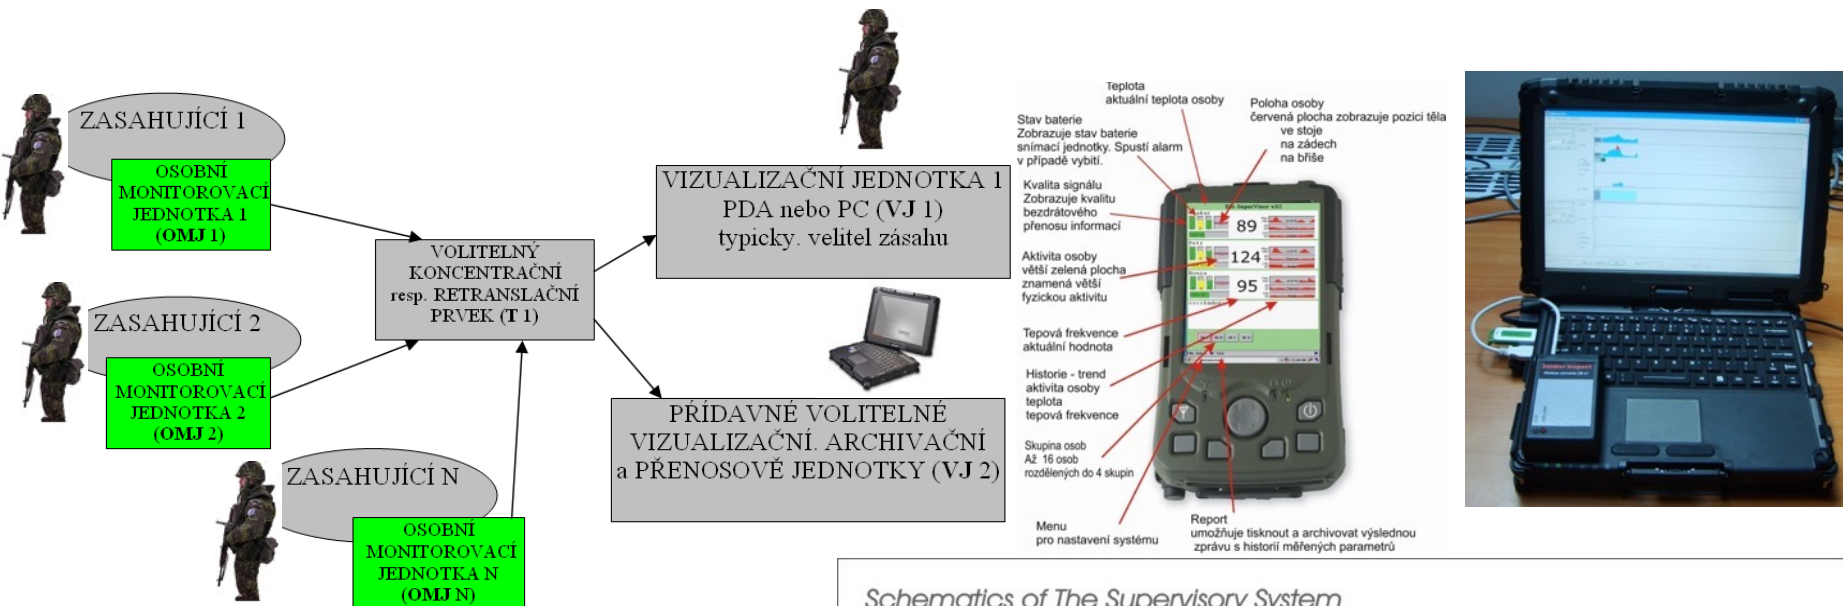 ZASAHUJÍCÍ 1
OSOBNÍ
MONITOROVACÍ
JEDNOTKA 1
(OMJ 1)
ZASAHUJÍCÍ 2
OSOBNÍ
MONITOROVACÍ
JEDNOTKA 2
(OMJ 2)
ZASAHUJÍCÍ N
OSOBNÍ
MONITOROVACÍ
JEDNOTKA N
(OMJ N)
VOLITELNÝ
KONCENTRAČNÍ
resp. RETRANSLAČNÍ
PRVEK (T 1)
VIZUALIZAČNÍ JEDNOTKA 1
PDA nebo PC (VJ 1)
typicky. velitel zásahu
PŘÍDAVNÉ VOLITELNÉ
VIZUALIZAČNÍ. ARCHIVAČNÍ
a PŘENOSOVÉ JEDNOTKY (VJ 2)
Teplota
aktuální teplota osoby
Poloha osoby
červená plocha zobrazuje pozici těla
ve stoje
na zádech
na břiše
Stav baterie
Zobrazuje stav baterie
snímací jednotky. Spustí alarm
v případě vybití.
Kvalita signálu
Zobrazuje kvalitu
bezdrátového
přenosu informací
Aktivita osoby
větší zelená plocha
znamená větší
fyzickou aktivitu
Tepová frekvence
aktuální hodnota
Historie - trend
aktivita osoby
teplota
tepová frekvence
Skupina osob
Až 16 osob
rozdělených do 4 skupin
Menu
pro nastavení systému
Report
umožňuje tisknout a archivovat výslednou
zprávu s historií měřených parametrů
89
124
95
Schematics of The Supervisory System